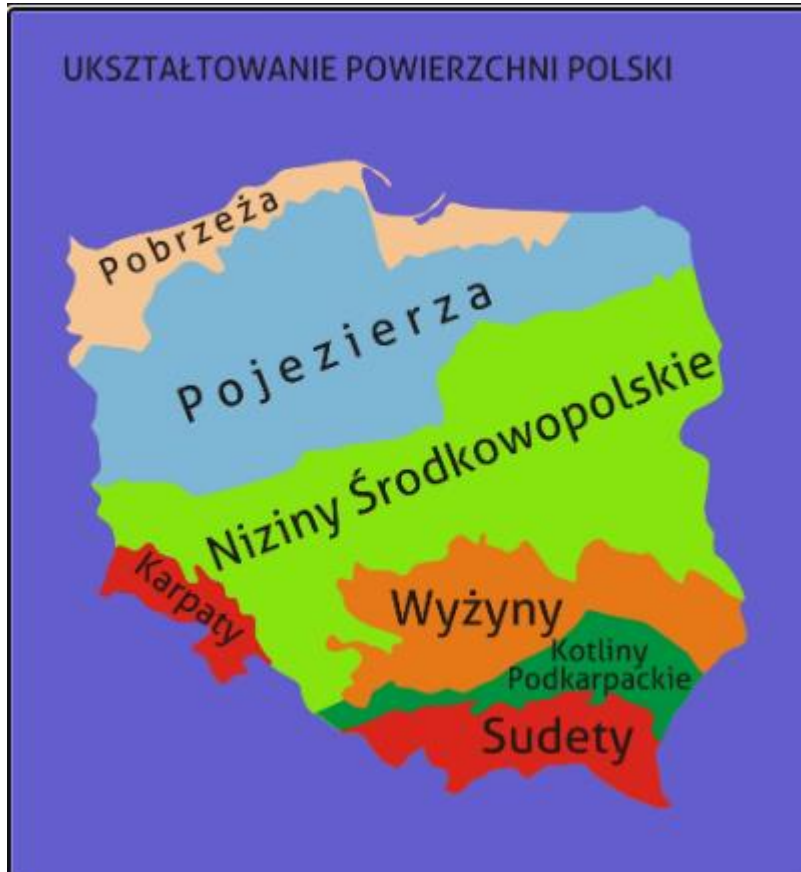 UKSZTAŁTOWANIE POWIERZCHNI POLSKI
Pobrzeża
Pojezierza
Niziny Środkowopolskie
Karpaty
Wyżyny
Kotliny
Podkarpackie
Sudety